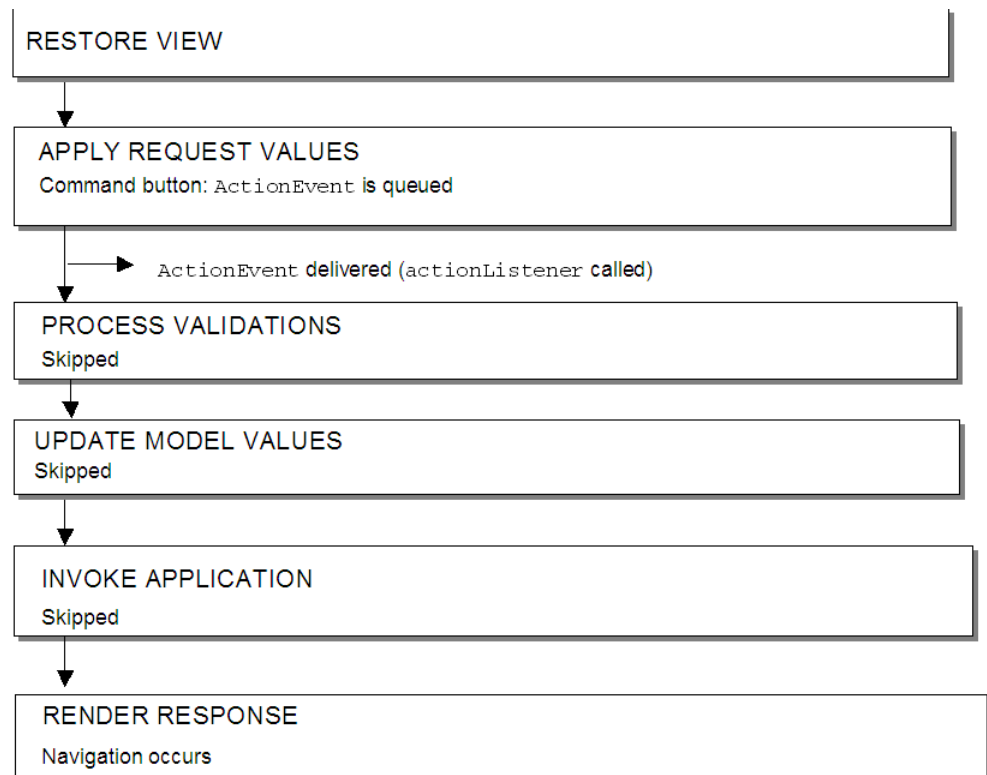 RESTORE VIEW
APPLY REQUEST VALUES
Command button: ActionEvent is queued
ActionEvent delivered (actionListener called)
PROCESS VALIDATIONS
Skipped
UPDATE MODEL VALUES
Skipped
INVOKE APPLICATION
Skipped
RENDER RESPONSE
Navigation occurs